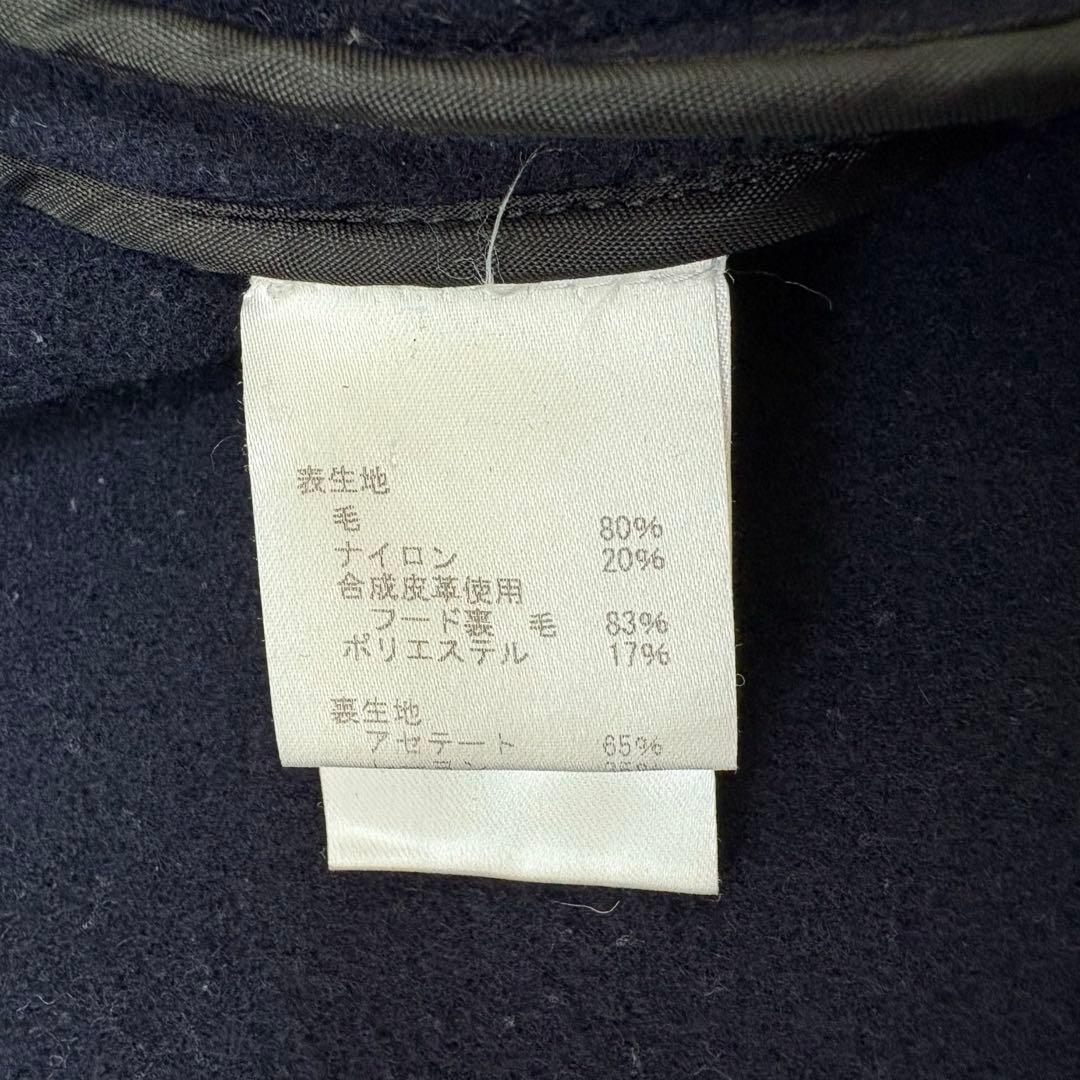 表生地
毛 80%
ナイロン 20%
合成皮革使用
フード裏 毛 83%
ポリエステル 17%
裏生地
アセテート 65%